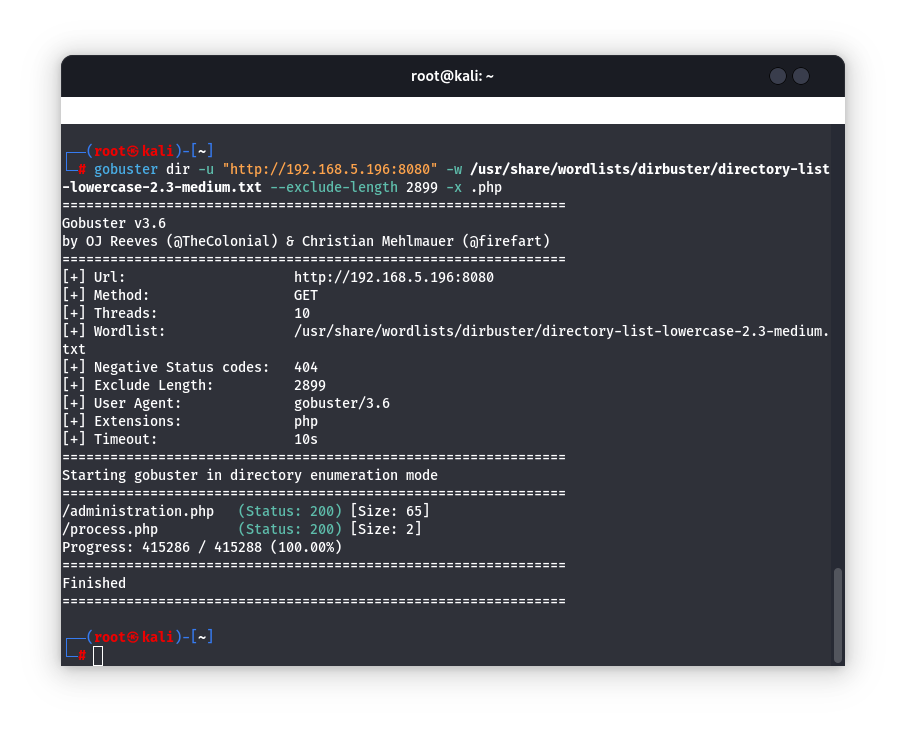 root@kali: ~
┌──(root㉿kali)-[~]
└─# gobuster dir -u "http://192.168.5.196:8080" -w /usr/share/wordlists/dirbuster/directory-list
-lowercase-2.3-medium.txt --exclude-length 2899 -x .php
===============================================================
Gobuster v3.6
by OJ Reeves (@TheColonial) & Christian Mehlmauer (@firefart)
===============================================================
[+] Url:                     http://192.168.5.196:8080
[+] Method:                  GET
[+] Threads:                 10
[+] Wordlist:                /usr/share/wordlists/dirbuster/directory-list-lowercase-2.3-medium.
txt
[+] Negative Status codes:   404
[+] Exclude Length:          2899
[+] User Agent:              gobuster/3.6
[+] Extensions:              php
[+] Timeout:                 10s
===============================================================
Starting gobuster in directory enumeration mode
===============================================================
/administration.php   (Status: 200) [Size: 65]
/process.php          (Status: 200) [Size: 2]
Progress: 415286 / 415288 (100.00%)
===============================================================
Finished
===============================================================
┌──(root㉿kali)-[~]
└─#